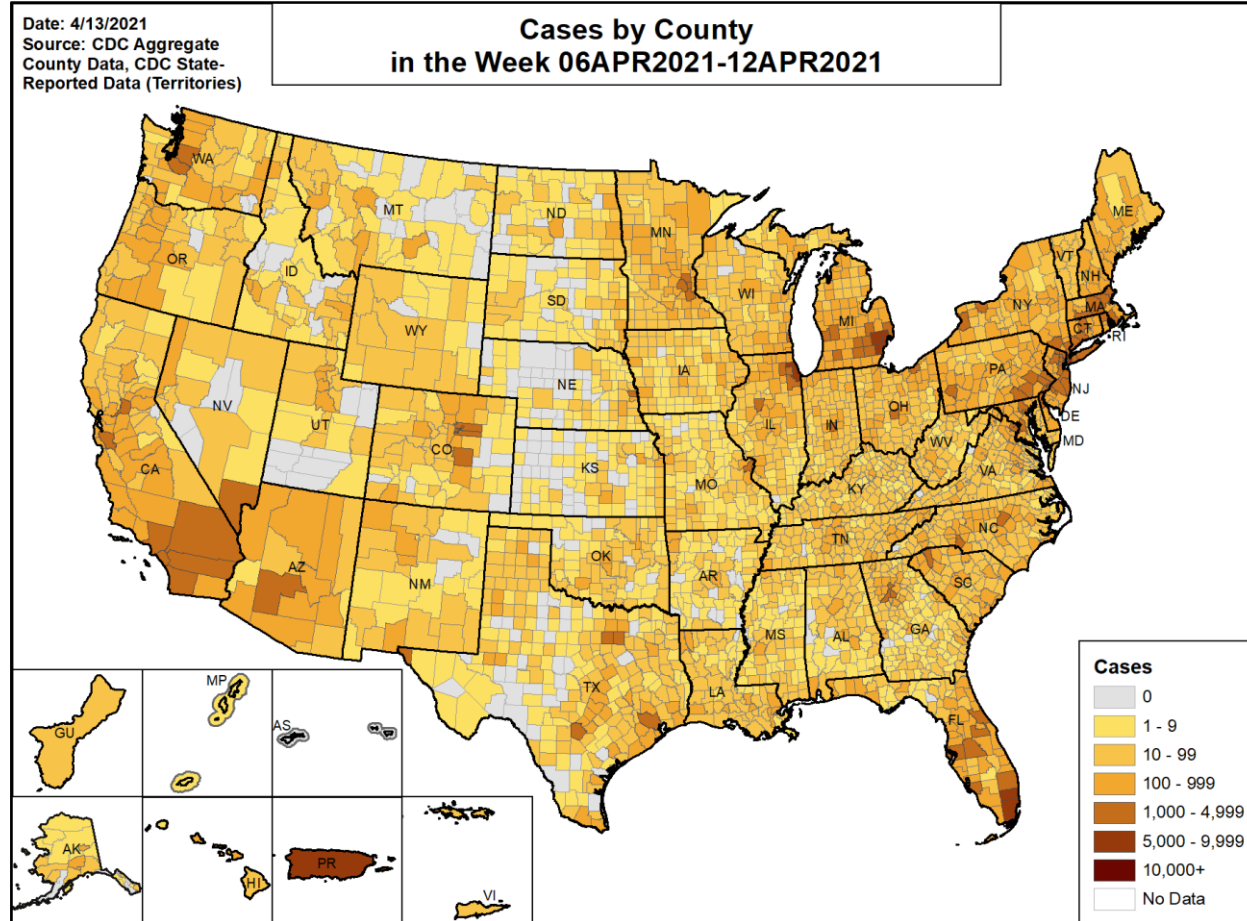 Date: 4/13/2021
Source: CDC Aggregate
County Data, CDC State-
Reported Data (Territories)
Cases by County
in the Week 06APR2021-12APR2021
WA
MT
ND
MN
ME
OR
ID
SD
WI
MI
VT
NH
NY
MA
CT
RI
WY
IA
PA
NJ
NE
NV
UT
CO
IL
IN
OH
DE
MD
WV
VA
CA
KS
MO
KY
NC
AZ
NM
OK
TN
AR
SC
MS
AL
GA
TX
LA
FL
GU
MP
AS
AK
HI
PR
VI
Cases
0
1 - 9
10 - 99
100 - 999
1,000 - 4,999
5,000 - 9,999
10,000+
No Data